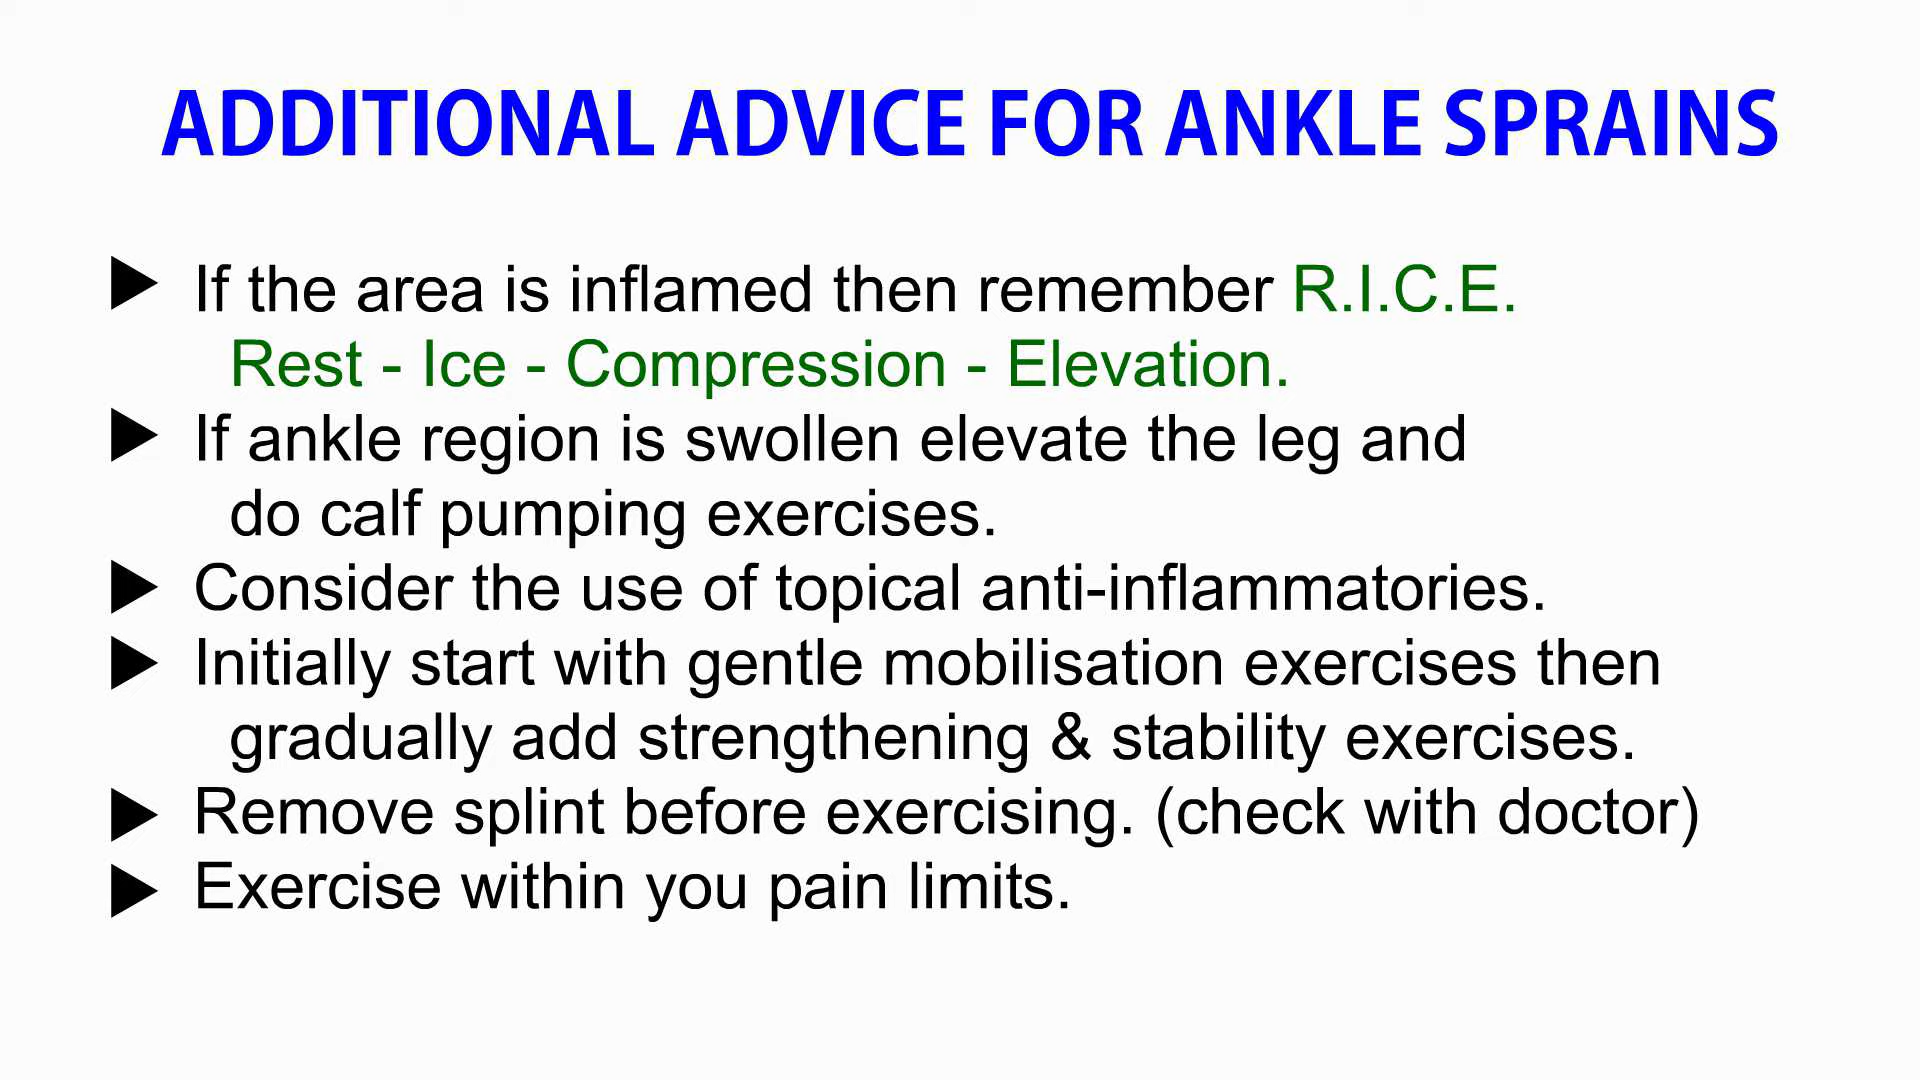 ADDITIONAL ADVICE FOR ANKLE SPRAINS
If the area is inflamed then remember R.I.C.E.
Rest - Ice - Compression - Elevation.
If ankle region is swollen elevate the leg and
do calf pumping exercises.
Consider the use of topical anti-inflammatories.
Initially start with gentle mobilisation exercises then
gradually add strengthening & stability exercises.
Remove splint before exercising. (check with doctor)
Exercise within you pain limits.